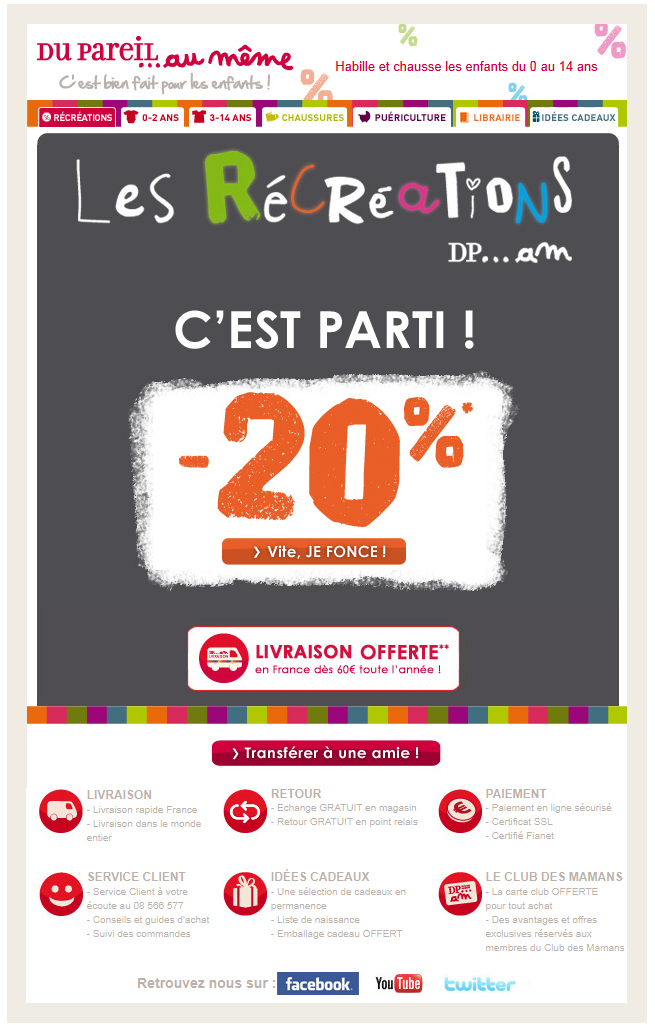 DU PAREIL...au même
C'est bien fait pour les enfants !
Habille et chausse les enfants du 0 au 14 ans
% RÉCRÉATIONS 0-2 ANS 3-14 ANS CHAUSSURES PUÉRICULTURE LIBRAIRIE IDÉES CADEAUX
Les RéCRéaTiONS
DP...am
C'EST PARTI !
-20%*
› Vite, JE FONCE !
LIVRAISON OFFERTE**
en France dès 60€ toute l'année !
› Transférer à une amie !
LIVRAISON
- Livraison rapide France
- Livraison dans le monde
entier
RETOUR
- Echange GRATUIT en magasin
- Retour GRATUIT en point relais
PAIEMENT
- Paiement en ligne sécurisé
- Certificat SSL
- Certifié Fianet
SERVICE CLIENT
- Service Client à votre
écoute au 08 566 577
- Conseils et guides d'achat
- Suivi des commandes
IDÉES CADEAUX
- Une sélection de cadeaux en
permanence
- Liste de naissance
- Emballage cadeau OFFERT
DP...am
LE CLUB DES MAMANS
- La carte club OFFERTE
pour tout achat
- Des avantages et offres
exclusives réservés aux
membres du Club des Mamans
Retrouvez nous sur : facebook. YouTube twitter